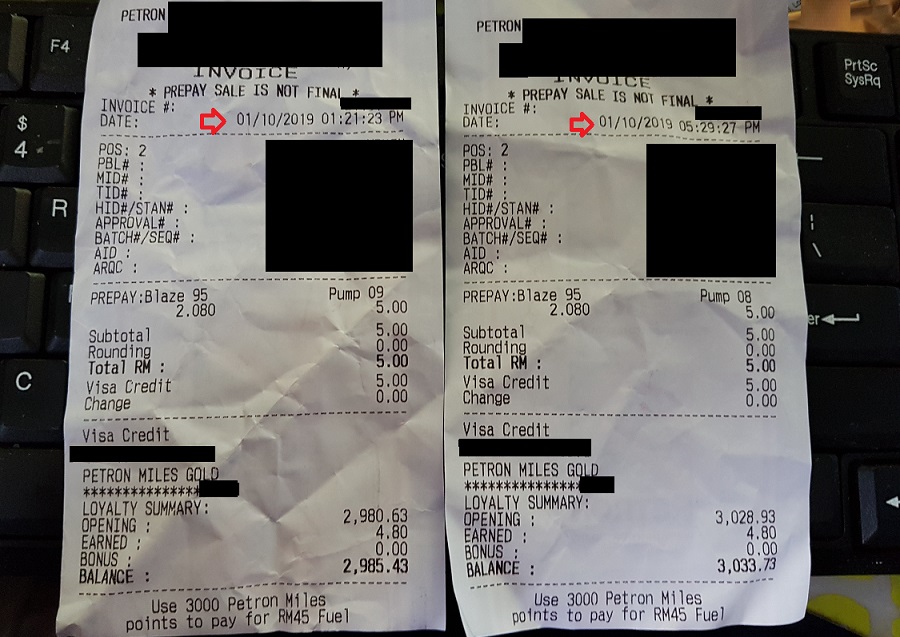 PETRON
INVOICE
* PREPAY SALE IS NOT FINAL *
INVOICE #:
DATE: 01/10/2019 01:21:23 PM
POS: 2
PBL# :
MID# :
TID# :
HID#/STAN# :
APPROVAL# :
BATCH#/SEQ# :
AID :
ARQC :
PREPAY:Blaze 95 Pump 09
2.080 5.00
Subtotal 5.00
Rounding 0.00
Total RM : 5.00
Visa Credit 5.00
Change 0.00
Visa Credit
PETRON MILES GOLD
***************
LOYALTY SUMMARY:
OPENING : 2,980.63
EARNED : 4.80
BONUS : 0.00
BALANCE : 2,985.43
Use 3000 Petron Miles
points to pay for RM45 Fuel
PETRON
INVOICE
* PREPAY SALE IS NOT FINAL *
INVOICE #:
DATE: 01/10/2019 05:29:27 PM
POS: 2
PBL# :
MID# :
TID# :
HID#/STAN# :
APPROVAL# :
BATCH#/SEQ# :
AID :
ARQC :
PREPAY:Blaze 95 Pump 08
2.080 5.00
Subtotal 5.00
Rounding 0.00
Total RM : 5.00
Visa Credit 5.00
Change 0.00
Visa Credit
PETRON MILES GOLD
***************
LOYALTY SUMMARY:
OPENING : 3,028.93
EARNED : 4.80
BONUS : 0.00
BALANCE : 3,033.73
Use 3000 Petron Miles
points to pay for RM45 Fuel
F4
$
4
R
C
PrtSc
SysRq
\
er